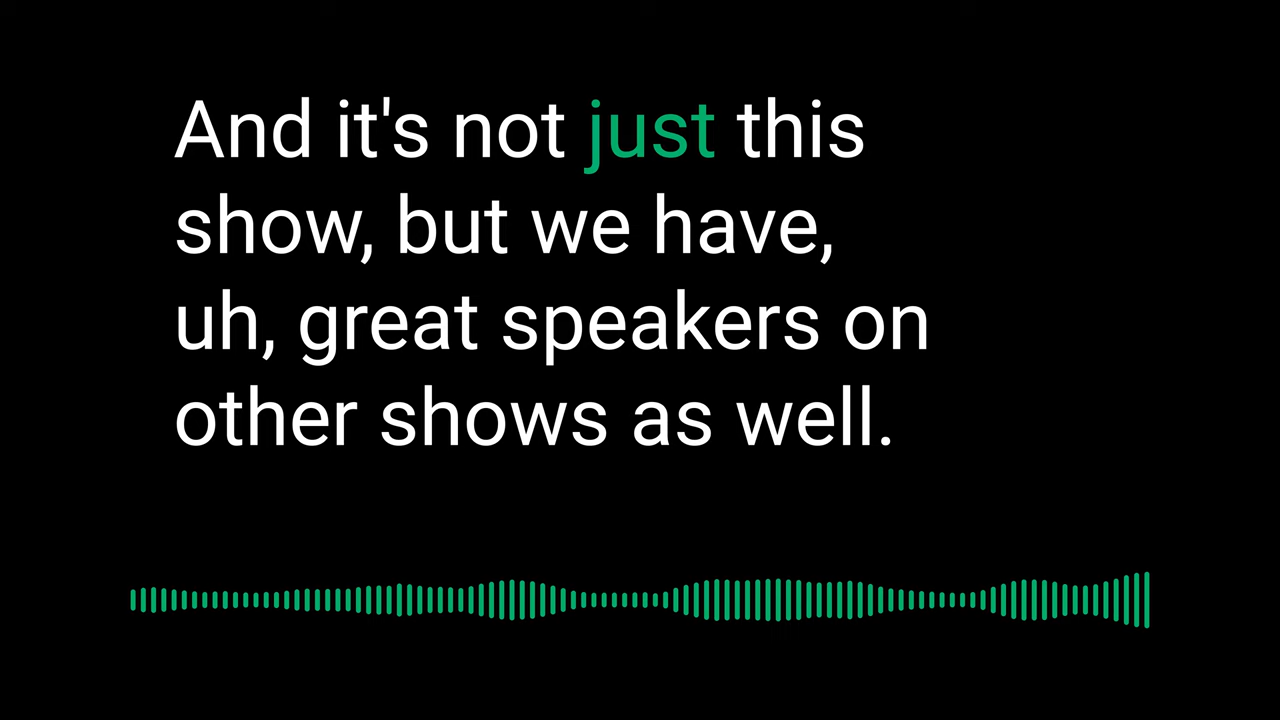 And it's not just this
show, but we have,
uh, great speakers on
other shows as well.